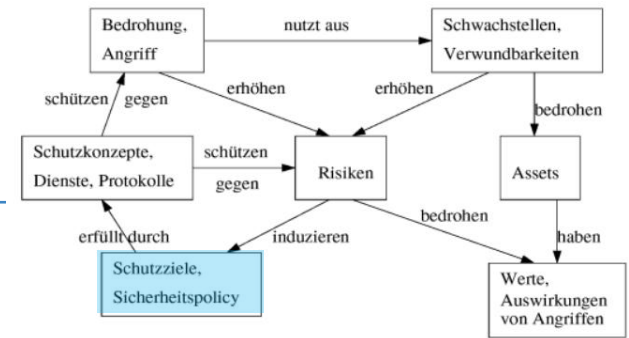 Bedrohung,
Angriff
nutzt aus
Schwachstellen,
Verwundbarkeiten
schützen gegen
erhöhen
erhöhen
bedrohen
Schutzkonzepte,
Dienste, Protokolle
schützen
gegen
Risiken
Assets
erfüllt durch
induzieren
bedrohen
haben
Schutzziele,
Sicherheitspolicy
Werte,
Auswirkungen
von Angriffen